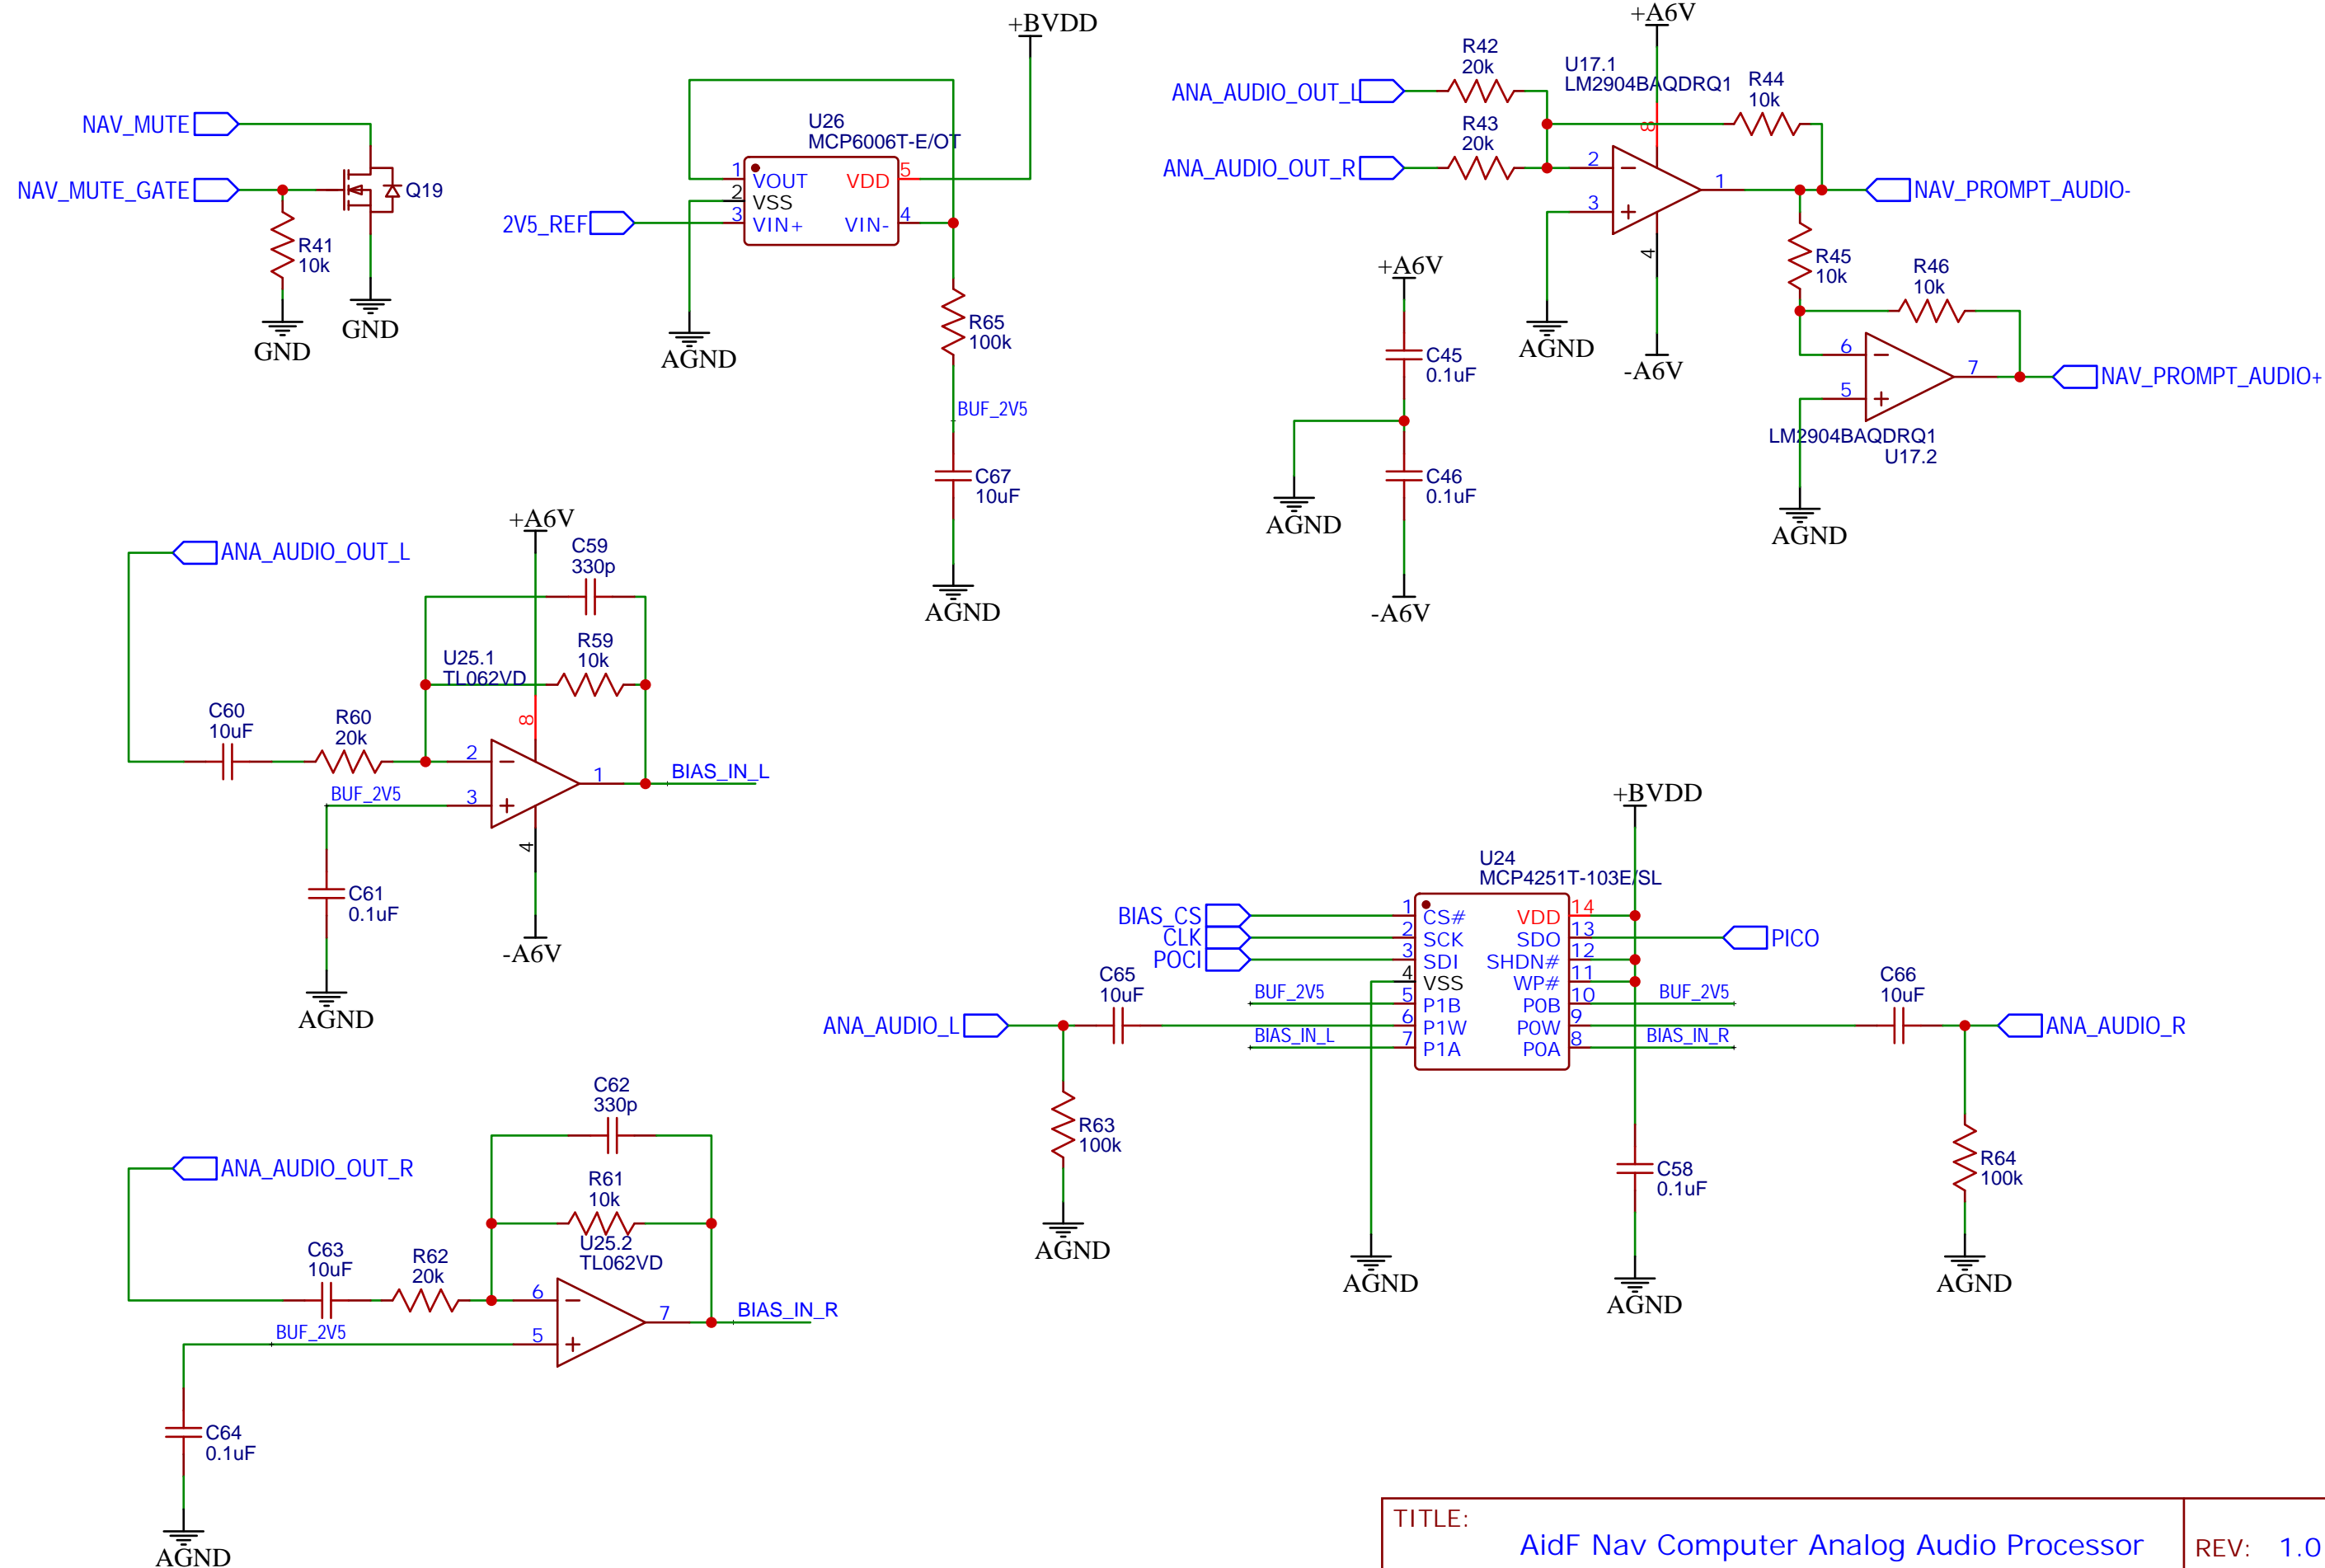 NAV_MUTE
NAV_MUTE_GATE
Q19
R41
10k
GND
GND
+BVDD
U26
MCP6006T-E/OT
1
VOUT
VDD
5
2
VSS
3
VIN+
VIN-
4
2V5_REF
AGND
R65
100k
BUF_2V5
C67
10uF
AGND
+A6V
R42
20k
ANA_AUDIO_OUT_L
U17.1
LM2904BAQDRQ1
R44
10k
R43
20k
8
ANA_AUDIO_OUT_R
2
1
NAV_PROMPT_AUDIO-
3
4
AGND
-A6V
R45
10k
R46
10k
6
7
NAV_PROMPT_AUDIO+
5
LM2904BAQDRQ1
U17.2
AGND
+A6V
C45
0.1uF
C46
0.1uF
AGND
-A6V
ANA_AUDIO_OUT_L
+A6V
C59
330p
R59
10k
U25.1
TL062VD
8
C60
10uF
R60
20k
2
1
BIAS_IN_L
BUF_2V5
3
4
C61
0.1uF
-A6V
AGND
ANA_AUDIO_OUT_R
C62
330p
R61
10k
U25.2
TL062VD
C63
10uF
R62
20k
6
7
BIAS_IN_R
BUF_2V5
5
C64
0.1uF
AGND
+BVDD
U24
MCP4251T-103E/SL
BIAS_CS
1
CS#
VDD
14
CLK
2
SCK
SDO
13
PICO
POCI
3
SDI
SHDN#
12
4
VSS
WP#
11
BUF_2V5
5
P1B
P0B
10
BUF_2V5
ANA_AUDIO_L
C65
10uF
6
P1W
P0W
9
C66
10uF
ANA_AUDIO_R
BIAS_IN_L
7
P1A
P0A
8
BIAS_IN_R
R63
100k
AGND
AGND
C58
0.1uF
AGND
R64
100k
AGND
TITLE:
AidF Nav Computer Analog Audio Processor
REV: 1.0